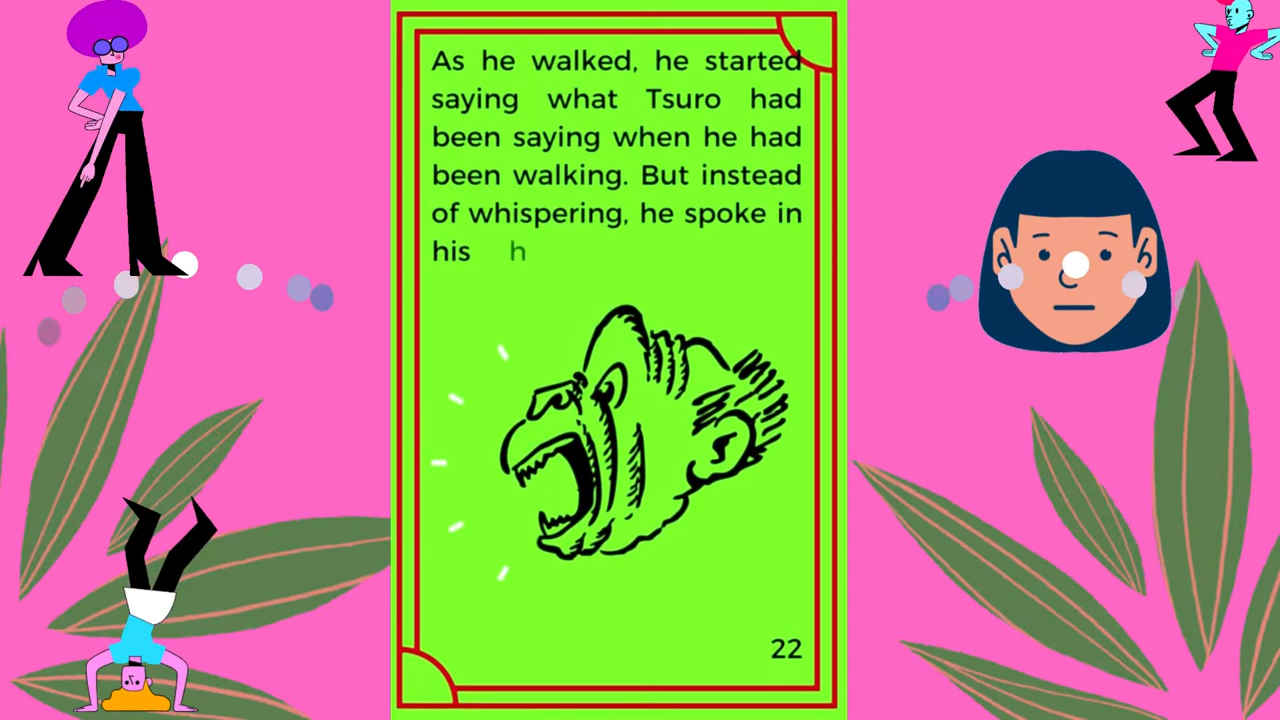 As he walked, he started
saying what Tsuro had
been saying when he had
been walking. But instead
of whispering, he spoke in
his h
22